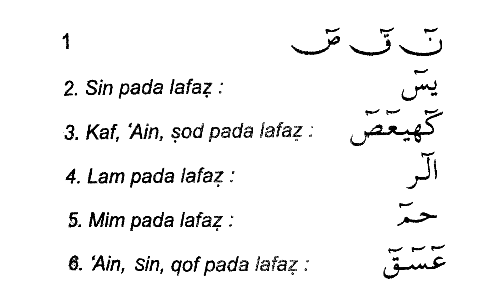 1 نٓ قٓ صٓ
2. Sin pada lafaẓ : يسٓ
3. Kaf, ‘Ain, ṣod pada lafaẓ : كٓهيعٓصٓ
4. Lam pada lafaẓ : الٓر
5. Mim pada lafaẓ : حمٓ
6. ‘Ain, sin, qof pada lafaẓ : عٓسٓقٓ